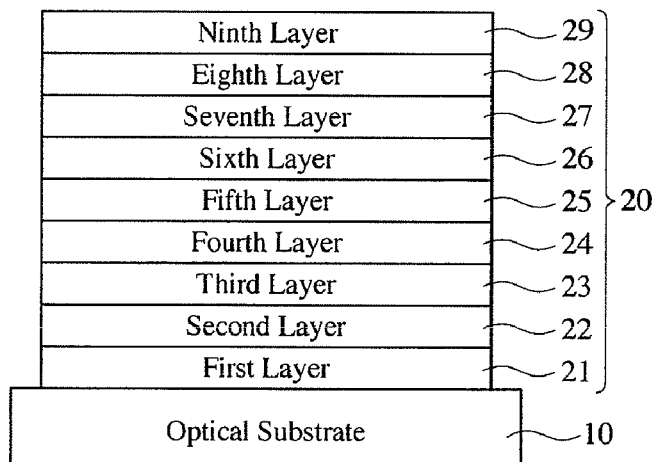 Ninth Layer 29
Eighth Layer 28
Seventh Layer 27
Sixth Layer 26
Fifth Layer 25 20
Fourth Layer 24
Third Layer 23
Second Layer 22
First Layer 21
Optical Substrate 10